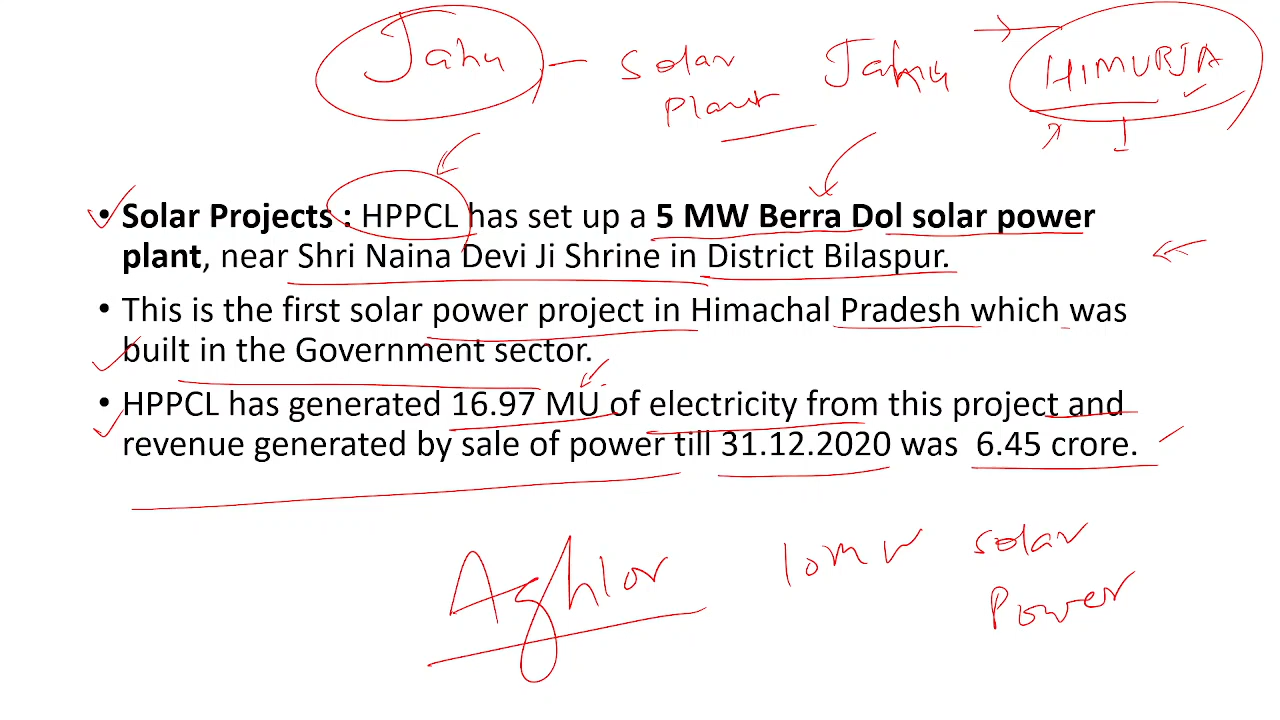 Jahu — Solar Jahu HIMURJA
Plant
• Solar Projects : HPPCL has set up a 5 MW Berra Dol solar power
plant, near Shri Naina Devi Ji Shrine in District Bilaspur.
• This is the first solar power project in Himachal Pradesh which was
built in the Government sector.
• HPPCL has generated 16.97 MU of electricity from this project and
revenue generated by sale of power till 31.12.2020 was 6.45 crore.
Aghlor 10MW Solar
Power